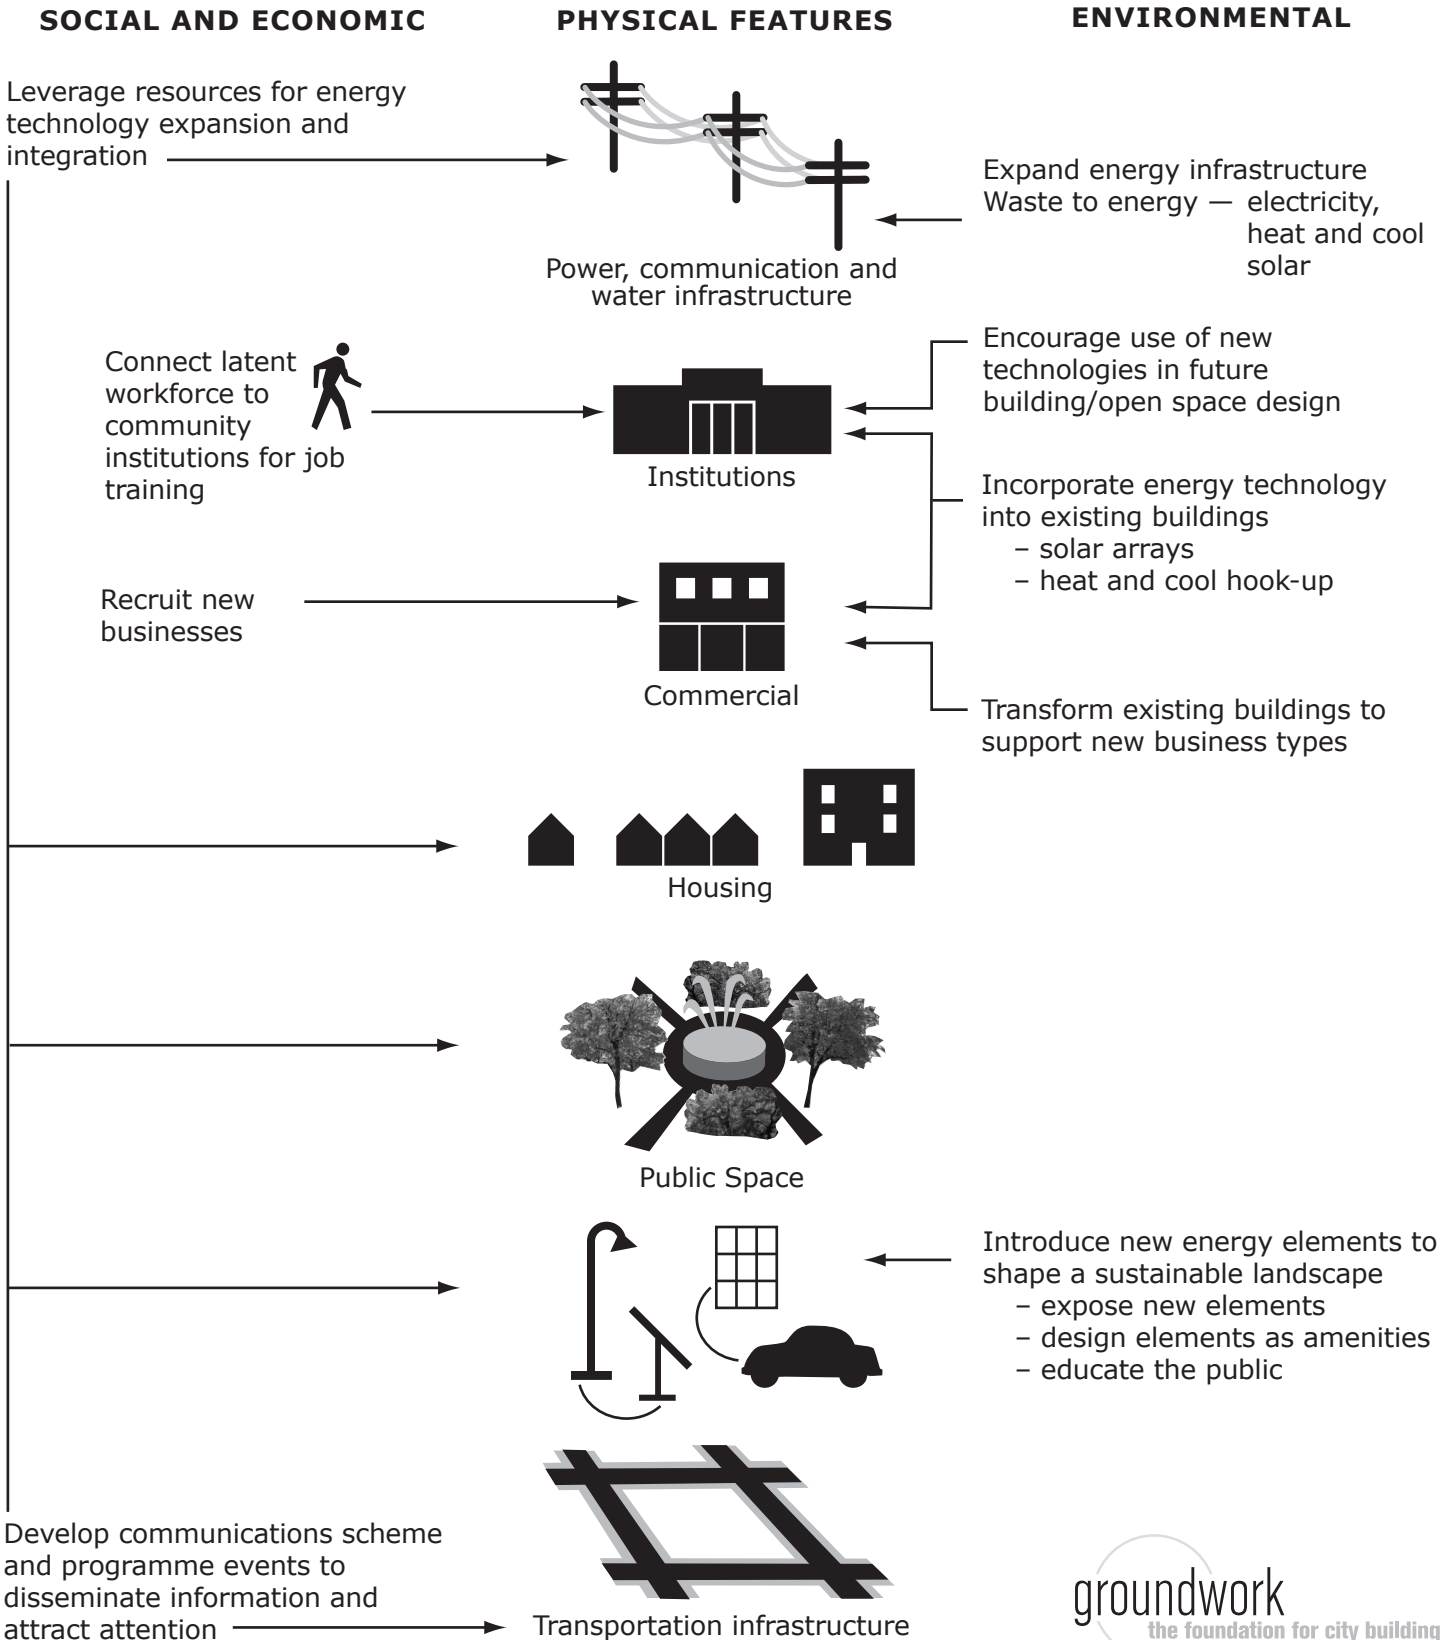 SOCIAL AND ECONOMIC
PHYSICAL FEATURES
ENVIRONMENTAL
Leverage resources for energy
technology expansion and
integration
Power, communication and
water infrastructure
Expand energy infrastructure
Waste to energy — electricity,
heat and cool
solar
Connect latent
workforce to
community
institutions for job
training
Institutions
Encourage use of new
technologies in future
building/open space design
Incorporate energy technology
into existing buildings
– solar arrays
– heat and cool hook-up
Recruit new
businesses
Commercial
Transform existing buildings to
support new business types
Housing
Public Space
Introduce new energy elements to
shape a sustainable landscape
– expose new elements
– design elements as amenities
– educate the public
Develop communications scheme
and programme events to
disseminate information and
attract attention
Transportation infrastructure
groundwork
the foundation for city building